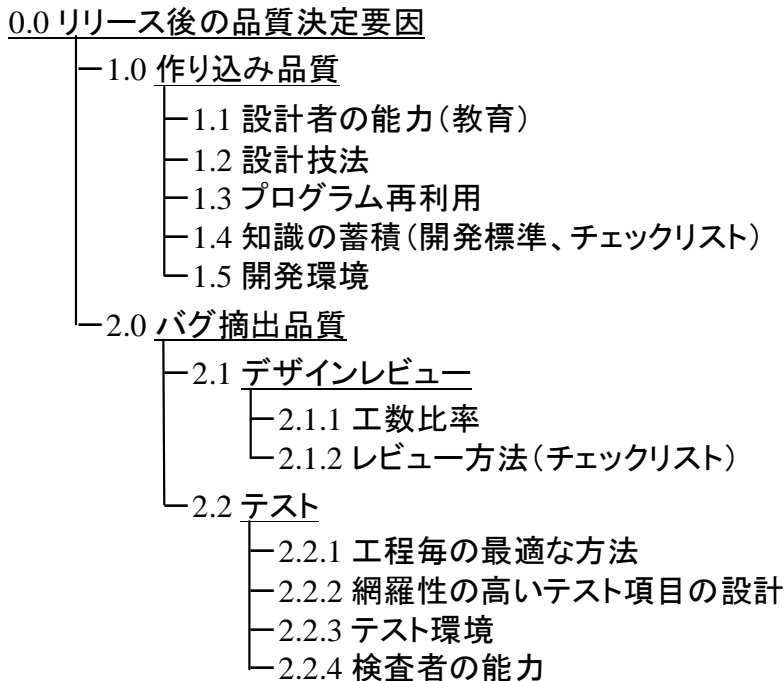 0.0 リリース後の品質決定要因
1.0 作り込み品質
1.1 設計者の能力（教育）
1.2 設計技法
1.3 プログラム再利用
1.4 知識の蓄積（開発標準、チェックリスト）
1.5 開発環境
2.0 バグ摘出品質
2.1 デザインレビュー
2.1.1 工数比率
2.1.2 レビュー方法（チェックリスト）
2.2 テスト
2.2.1 工程毎の最適な方法
2.2.2 網羅性の高いテスト項目の設計
2.2.3 テスト環境
2.2.4 検査者の能力